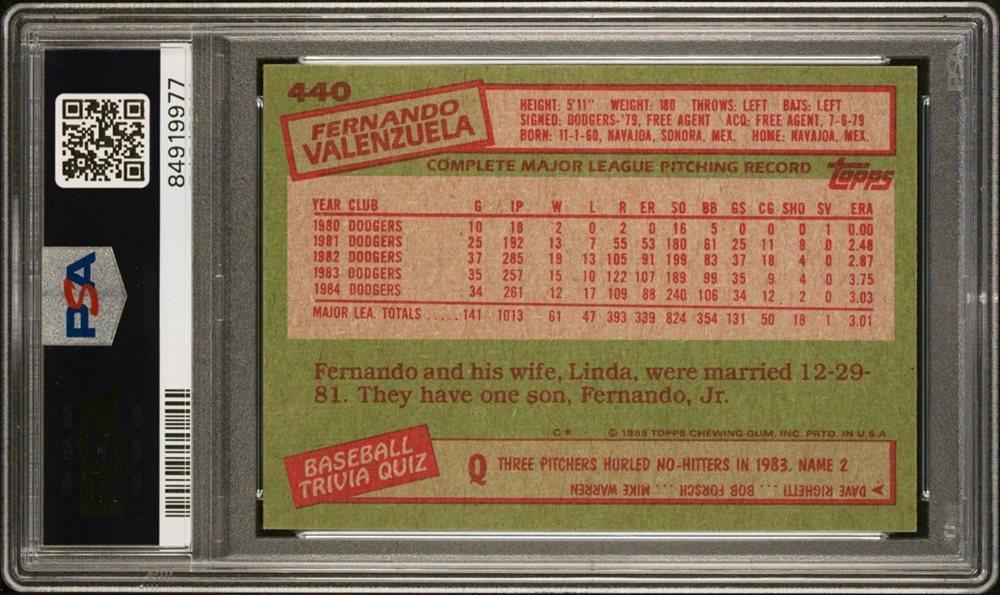 PSA
84919977
440
FERNANDO
VALENZUELA
HEIGHT: 5'11" WEIGHT: 180 THROWS: LEFT BATS: LEFT
SIGNED: DODGERS-'79, FREE AGENT ACQ: FREE AGENT, 7-6-79
BORN: 11-1-60, NAVAJOA, SONORA, MEX. HOME: NAVAJOA, MEX.
COMPLETE MAJOR LEAGUE PITCHING RECORD
TOPPS
YEAR CLUB G IP W L R ER SO BB GS CG SHO SV ERA
1980 DODGERS 10 18 2 0 2 0 16 5 0 0 0 1 0.00
1981 DODGERS 25 192 13 7 55 53 180 61 25 11 8 0 2.48
1982 DODGERS 37 285 19 13 105 91 199 83 37 18 4 0 2.87
1983 DODGERS 35 257 15 10 122 107 189 99 35 9 4 0 3.75
1984 DODGERS 34 261 12 17 109 88 240 106 34 12 2 0 3.03
MAJOR LEA. TOTALS ..... 141 1013 61 47 393 339 824 354 131 50 18 1 3.01
Fernando and his wife, Linda, were married 12-29-
81. They have one son, Fernando, Jr.
C* © 1985 TOPPS CHEWING GUM, INC. PRTD. IN U.S.A.
BASEBALL
TRIVIA QUIZ
Q THREE PITCHERS HURLED NO-HITTERS IN 1983. NAME 2
DAVE RIGHETTI ... BOB FORSCH ... MIKE WARREN